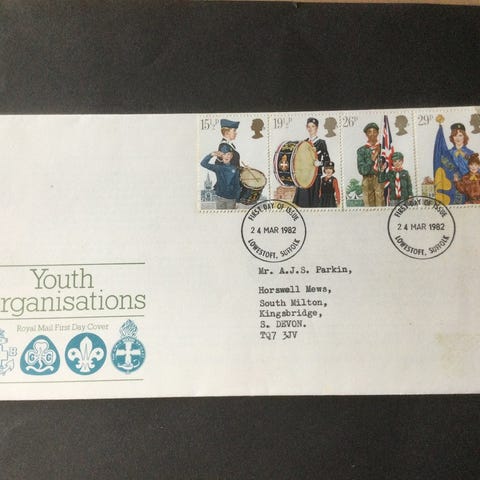 15½P 19½P 26P 29P
FIRST DAY OF ISSUE
24 MAR 1982
LOWESTOFT, SUFFOLK
FIRST DAY OF ISSUE
24 MAR 1982
LOWESTOFT, SUFFOLK
Mr. A.J.S. Parkin,
Horswell Mews,
South Milton,
Kingsbridge,
S. DEVON.
TQ7 3JV
Youth
rganisations
Royal Mail First Day Cover
G G